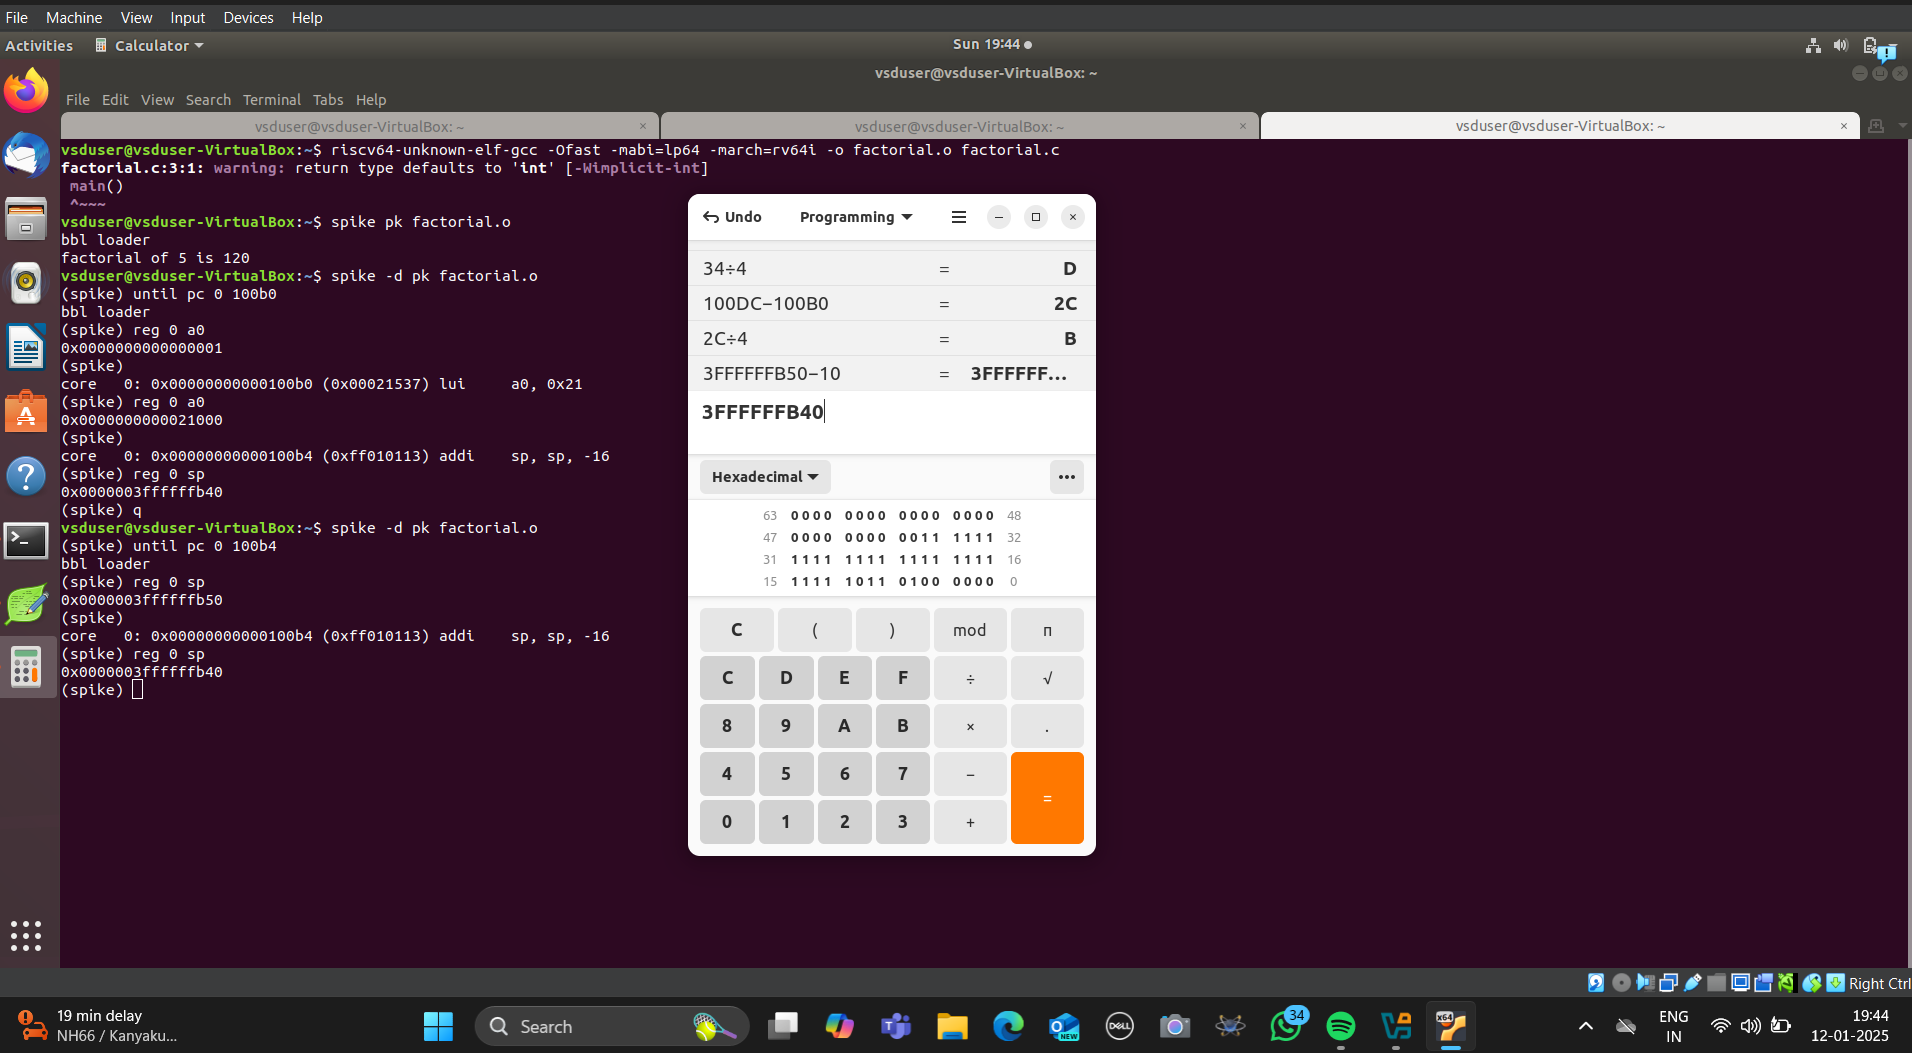 File Machine View Input Devices Help
Activities Calculator Sun 19:44
vsduser@vsduser-VirtualBox: ~
File Edit View Search Terminal Tabs Help
vsduser@vsduser-VirtualBox: ~ × vsduser@vsduser-VirtualBox: ~ × vsduser@vsduser-VirtualBox: ~ ×
vsduser@vsduser-VirtualBox:~$ riscv64-unknown-elf-gcc -Ofast -mabi=lp64 -march=rv64i -o factorial.o factorial.c
factorial.c:3:1: warning: return type defaults to 'int' [-Wimplicit-int]
main()
^~~~
vsduser@vsduser-VirtualBox:~$ spike pk factorial.o
bbl loader
factorial of 5 is 120
vsduser@vsduser-VirtualBox:~$ spike -d pk factorial.o
(spike) until pc 0 100b0
bbl loader
(spike) reg 0 a0
0x0000000000000001
(spike)
core   0: 0x00000000000100b0 (0x00021537) lui     a0, 0x21
(spike) reg 0 a0
0x0000000000021000
(spike)
core   0: 0x00000000000100b4 (0xff010113) addi    sp, sp, -16
(spike) reg 0 sp
0x0000003ffffffb40
(spike) q
vsduser@vsduser-VirtualBox:~$ spike -d pk factorial.o
(spike) until pc 0 100b4
bbl loader
(spike) reg 0 sp
0x0000003ffffffb50
(spike)
core   0: 0x00000000000100b4 (0xff010113) addi    sp, sp, -16
(spike) reg 0 sp
0x0000003ffffffb40
(spike)
Undo Programming
34÷4 = D
100DC−100B0 = 2C
2C÷4 = B
3FFFFFFB50−10 = 3FFFFFF...
3FFFFFFB40
Hexadecimal
63 0000 0000 0000 0000 48
47 0000 0000 0011 1111 32
31 1111 1111 1111 1111 16
15 1111 1011 0100 0000 0
C ( ) mod π
C D E F ÷ √
8 9 A B × .
4 5 6 7 −
=
0 1 2 3 +
Right Ctrl
19 min delay
NH66 / Kanyaku...
Search
NEW
DELL
34
x64
ENG
IN
19:44
12-01-2025